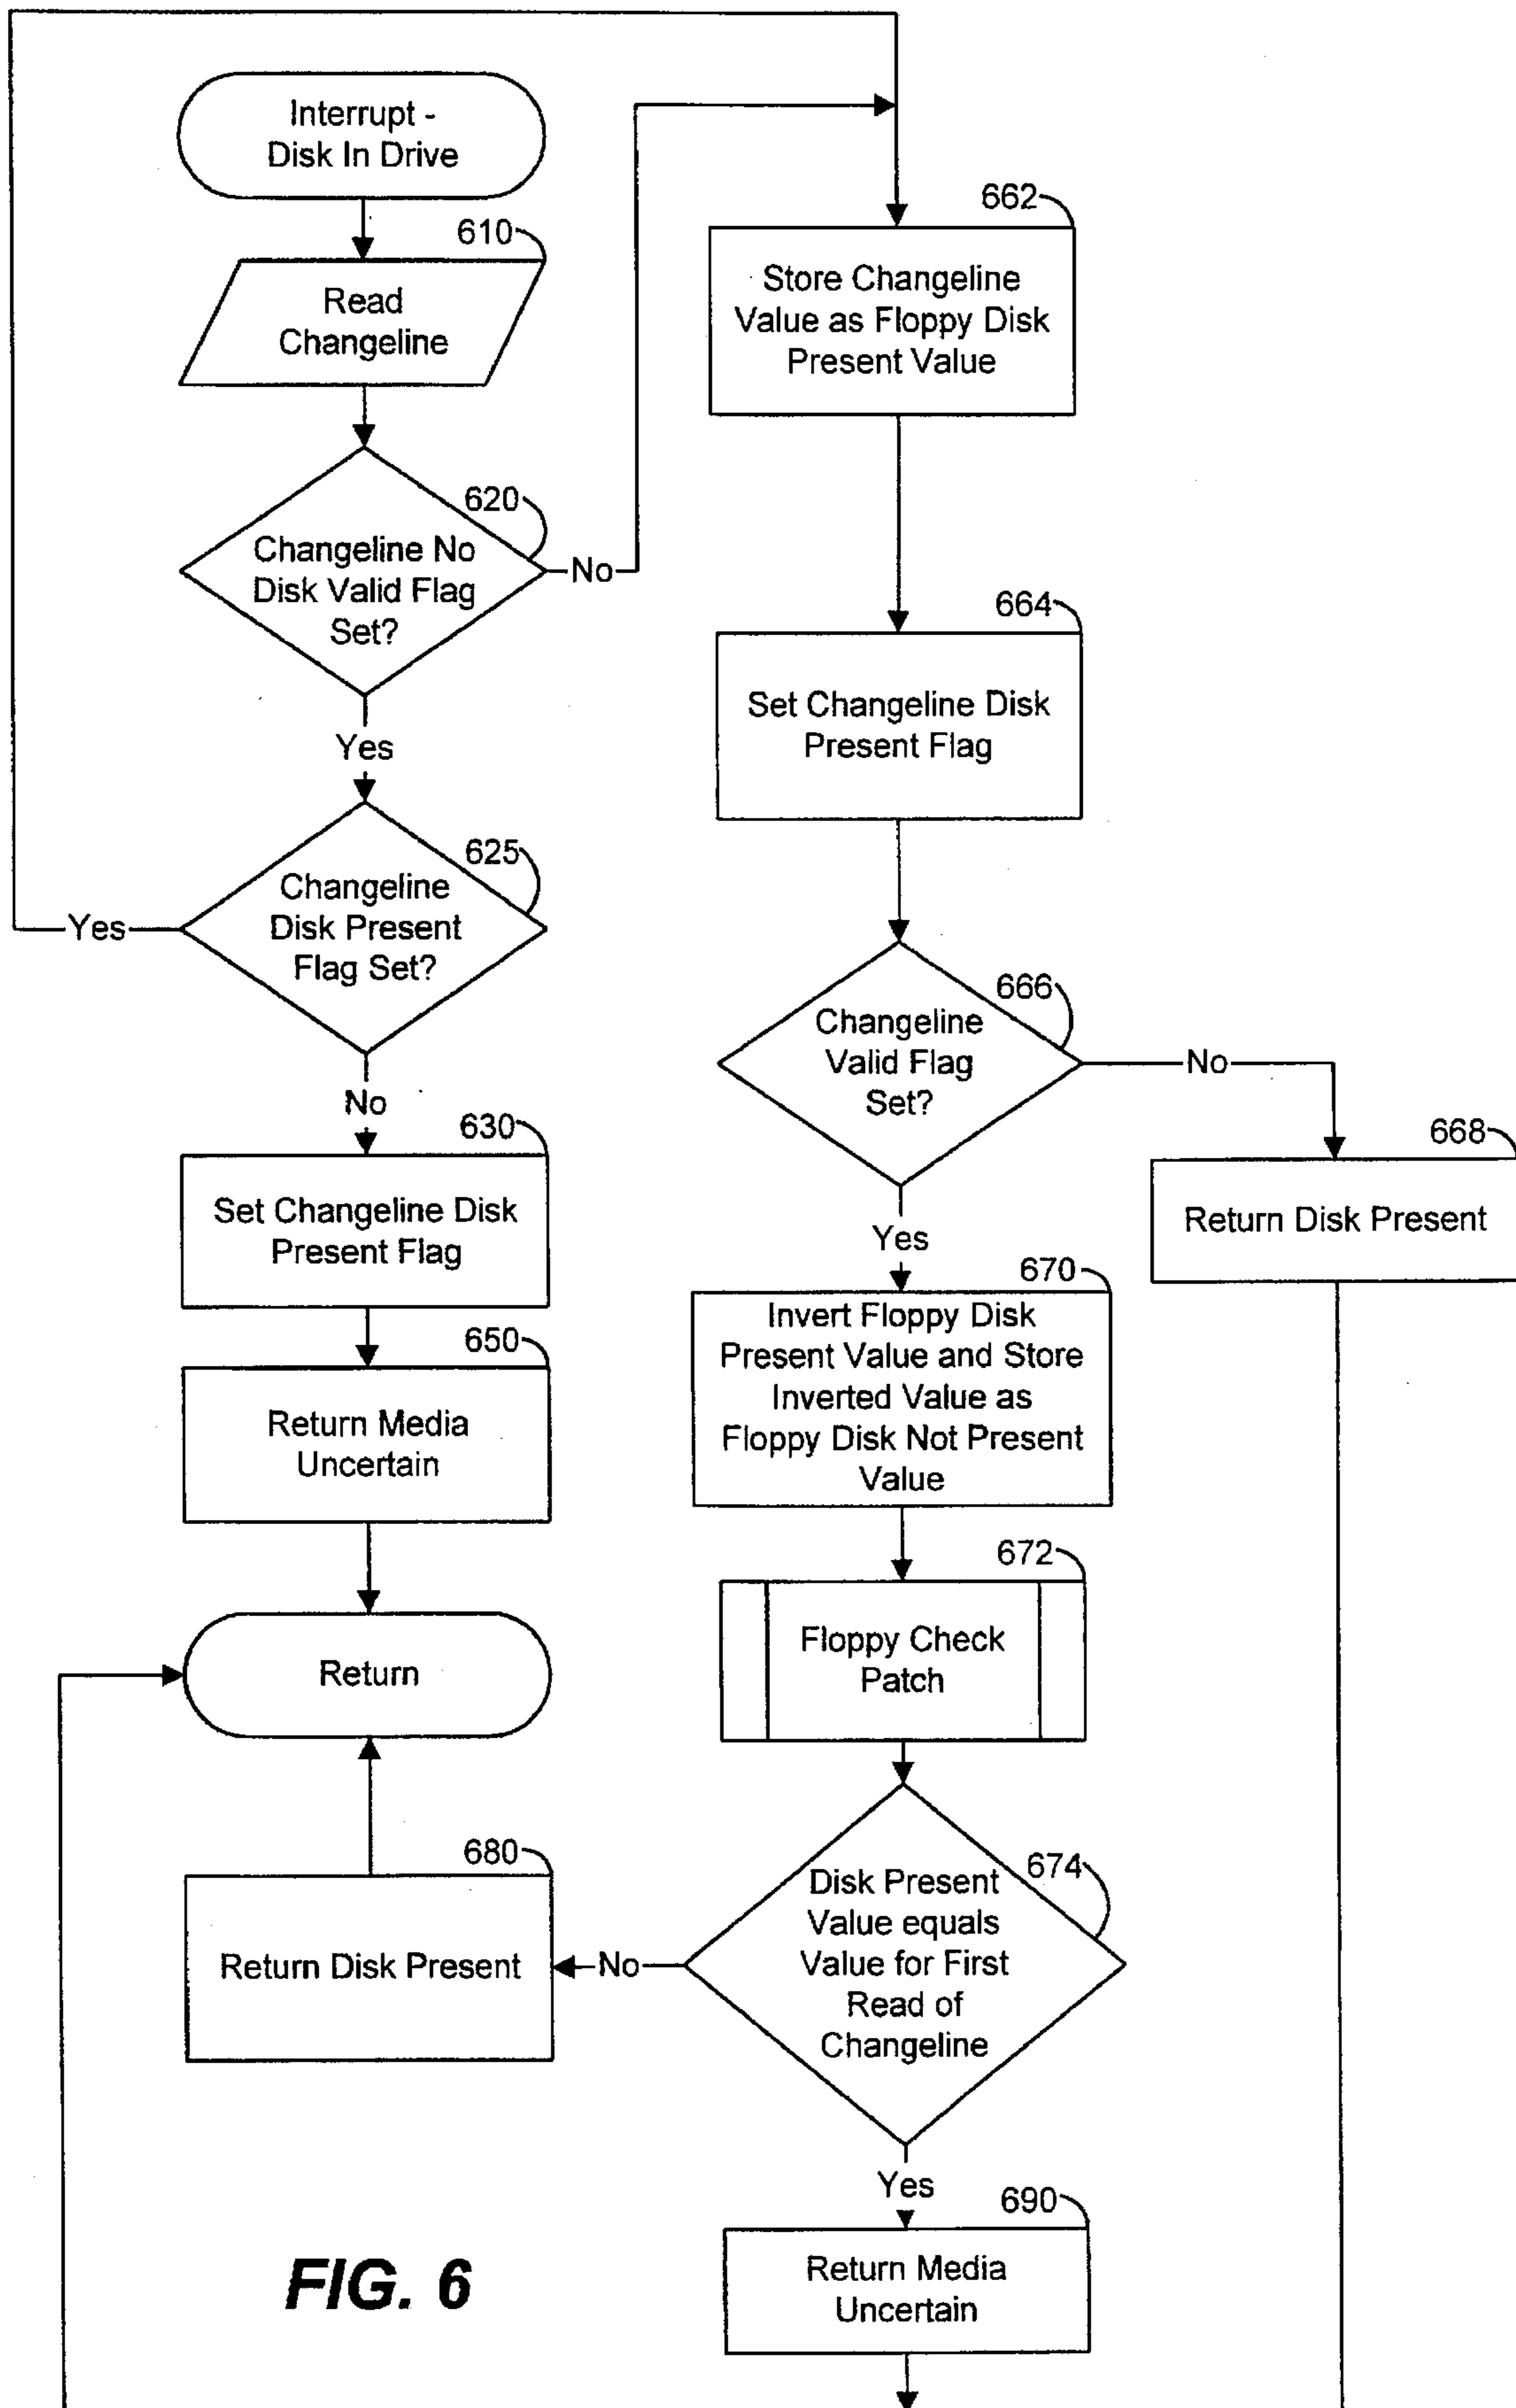 Interrupt -
Disk In Drive
610
Read
Changeline
620
Changeline No
Disk Valid Flag
Set?
No
Yes
625
Changeline
Disk Present
Flag Set?
Yes
No
630
Set Changeline Disk
Present Flag
650
Return Media
Uncertain
Return
680
Return Disk Present
662
Store Changeline
Value as Floppy Disk
Present Value
664
Set Changeline Disk
Present Flag
666
Changeline
Valid Flag
Set?
No
668
Return Disk Present
Yes
670
Invert Floppy Disk
Present Value and Store
Inverted Value as
Floppy Disk Not Present
Value
672
Floppy Check
Patch
674
Disk Present
Value equals
Value for First
Read of
Changeline
No
Yes
690
Return Media
Uncertain
FIG. 6